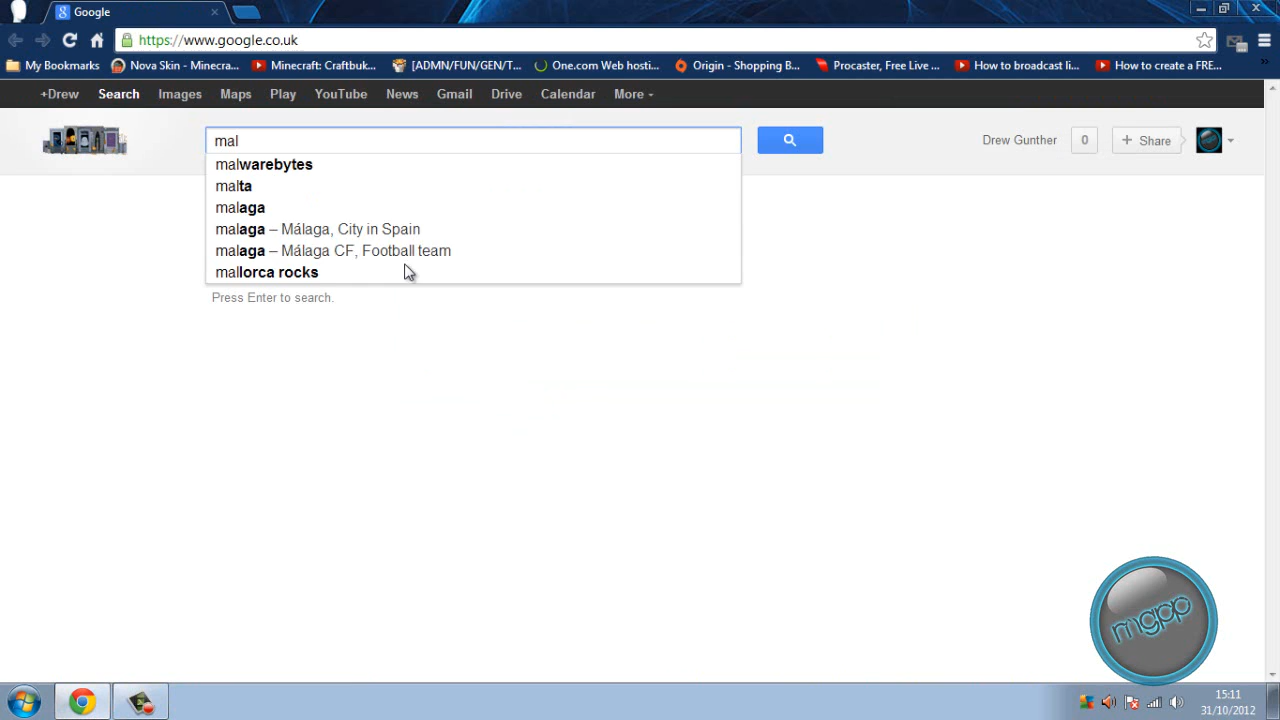 Google
https://www.google.co.uk
My Bookmarks Nova Skin - Minecra... Minecraft: Craftbuk... [ADMN/FUN/GEN/T... One.com Web hosti... Origin - Shopping B... Procaster, Free Live ... How to broadcast li... How to create a FRE... »
+Drew Search Images Maps Play YouTube News Gmail Drive Calendar More
mal
Drew Gunther 0 + Share
malwarebytes
malta
malaga
malaga – Málaga, City in Spain
malaga – Málaga CF, Football team
mallorca rocks
Press Enter to search.
mgpp
15:11
31/10/2012